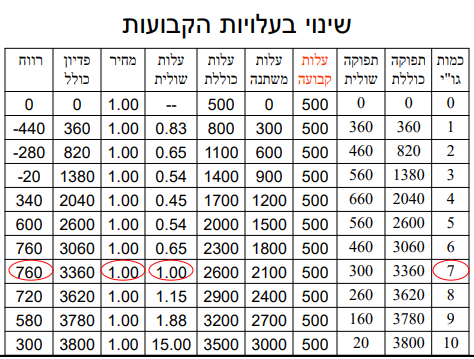 שינוי בעלויות הקבועות
כמות גו"י תפוקה כוללת תפוקה שולית עלות קבועה עלות משתנה עלות כוללת עלות שולית מחיר פדיון כולל רווח
0 0 0 500 0 500 -- 1.00 0 0
1 360 360 500 300 800 0.83 1.00 360 -440
2 820 460 500 600 1100 0.65 1.00 820 -280
3 1380 560 500 900 1400 0.54 1.00 1380 -20
4 2040 660 500 1200 1700 0.45 1.00 2040 340
5 2600 560 500 1500 2000 0.54 1.00 2600 600
6 3060 460 500 1800 2300 0.65 1.00 3060 760
7 3360 300 500 2100 2600 1.00 1.00 3360 760
8 3620 260 500 2400 2900 1.15 1.00 3620 720
9 3780 160 500 2700 3200 1.88 1.00 3780 580
10 3800 20 500 3000 3500 15.00 1.00 3800 300